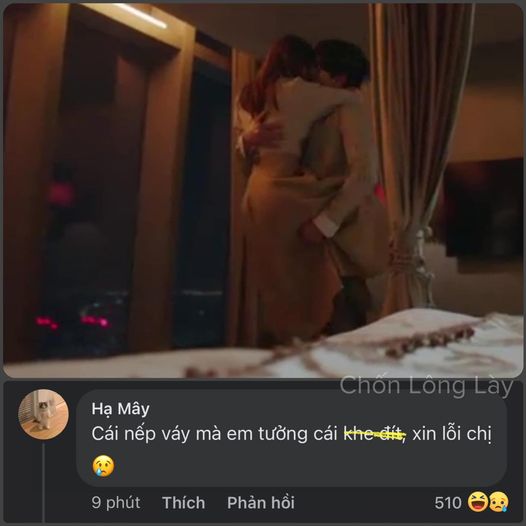 Chốn Lông Lày
Hạ Mây
Cái nếp váy mà em tưởng cái khe đít, xin lỗi chị
😢
9 phút Thích Phản hồi 510 😆😢